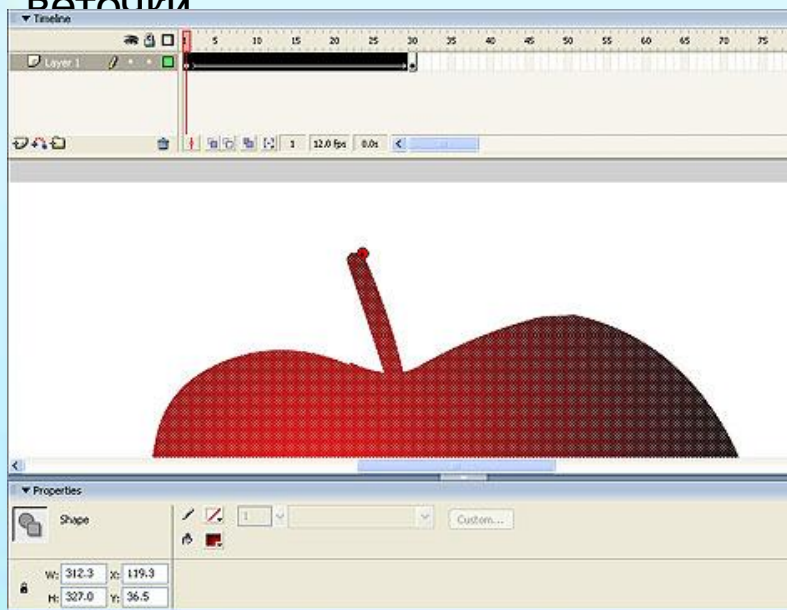 веточки
Timeline
5 10 15 20 25 30 35 40 45 50 55 60 65 70 75
Layer 1
1 12.0 fps 0.0s
Properties
Shape
1
Custom...
W: 312.3 X: 119.3
H: 327.0 Y: 36.5